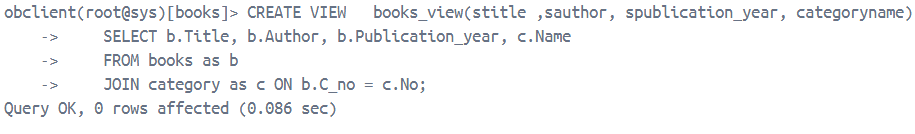 obclient(root@sys)[books]> CREATE VIEW   books_view(stitle ,sauthor, spublication_year, categoryname)
    ->     SELECT b.Title, b.Author, b.Publication_year, c.Name
    ->     FROM books as b
    ->     JOIN category as c ON b.C_no = c.No;
Query OK, 0 rows affected (0.086 sec)